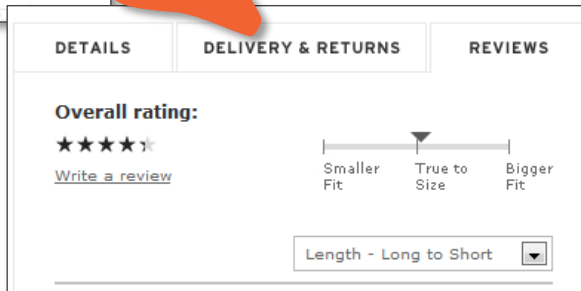 DETAILS
DELIVERY & RETURNS
REVIEWS
Overall rating:
Write a review
Smaller Fit
True to Size
Bigger Fit
Length - Long to Short